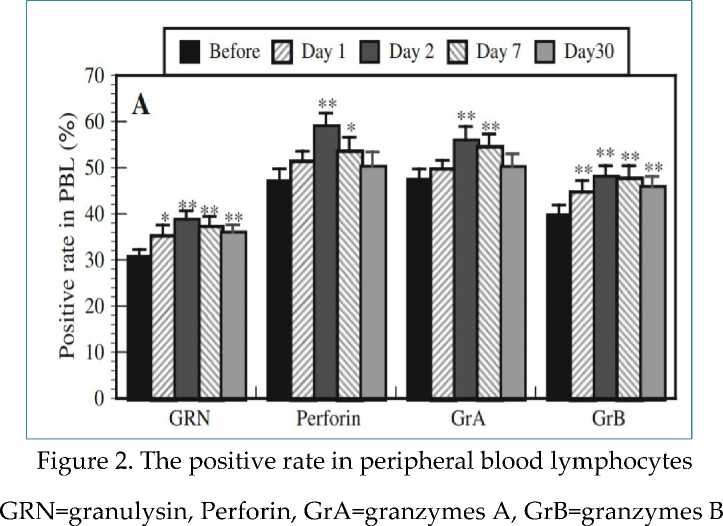 Before Day 1 Day 2 Day 7 Day30
A
Positive rate in PBL (%)
70
60
50
40
30
20
10
0
* ** ** **
** *
** **
** ** ** **
GRN Perforin GrA GrB
Figure 2. The positive rate in peripheral blood lymphocytes
GRN=granulysin, Perforin, GrA=granzymes A, GrB=granzymes B